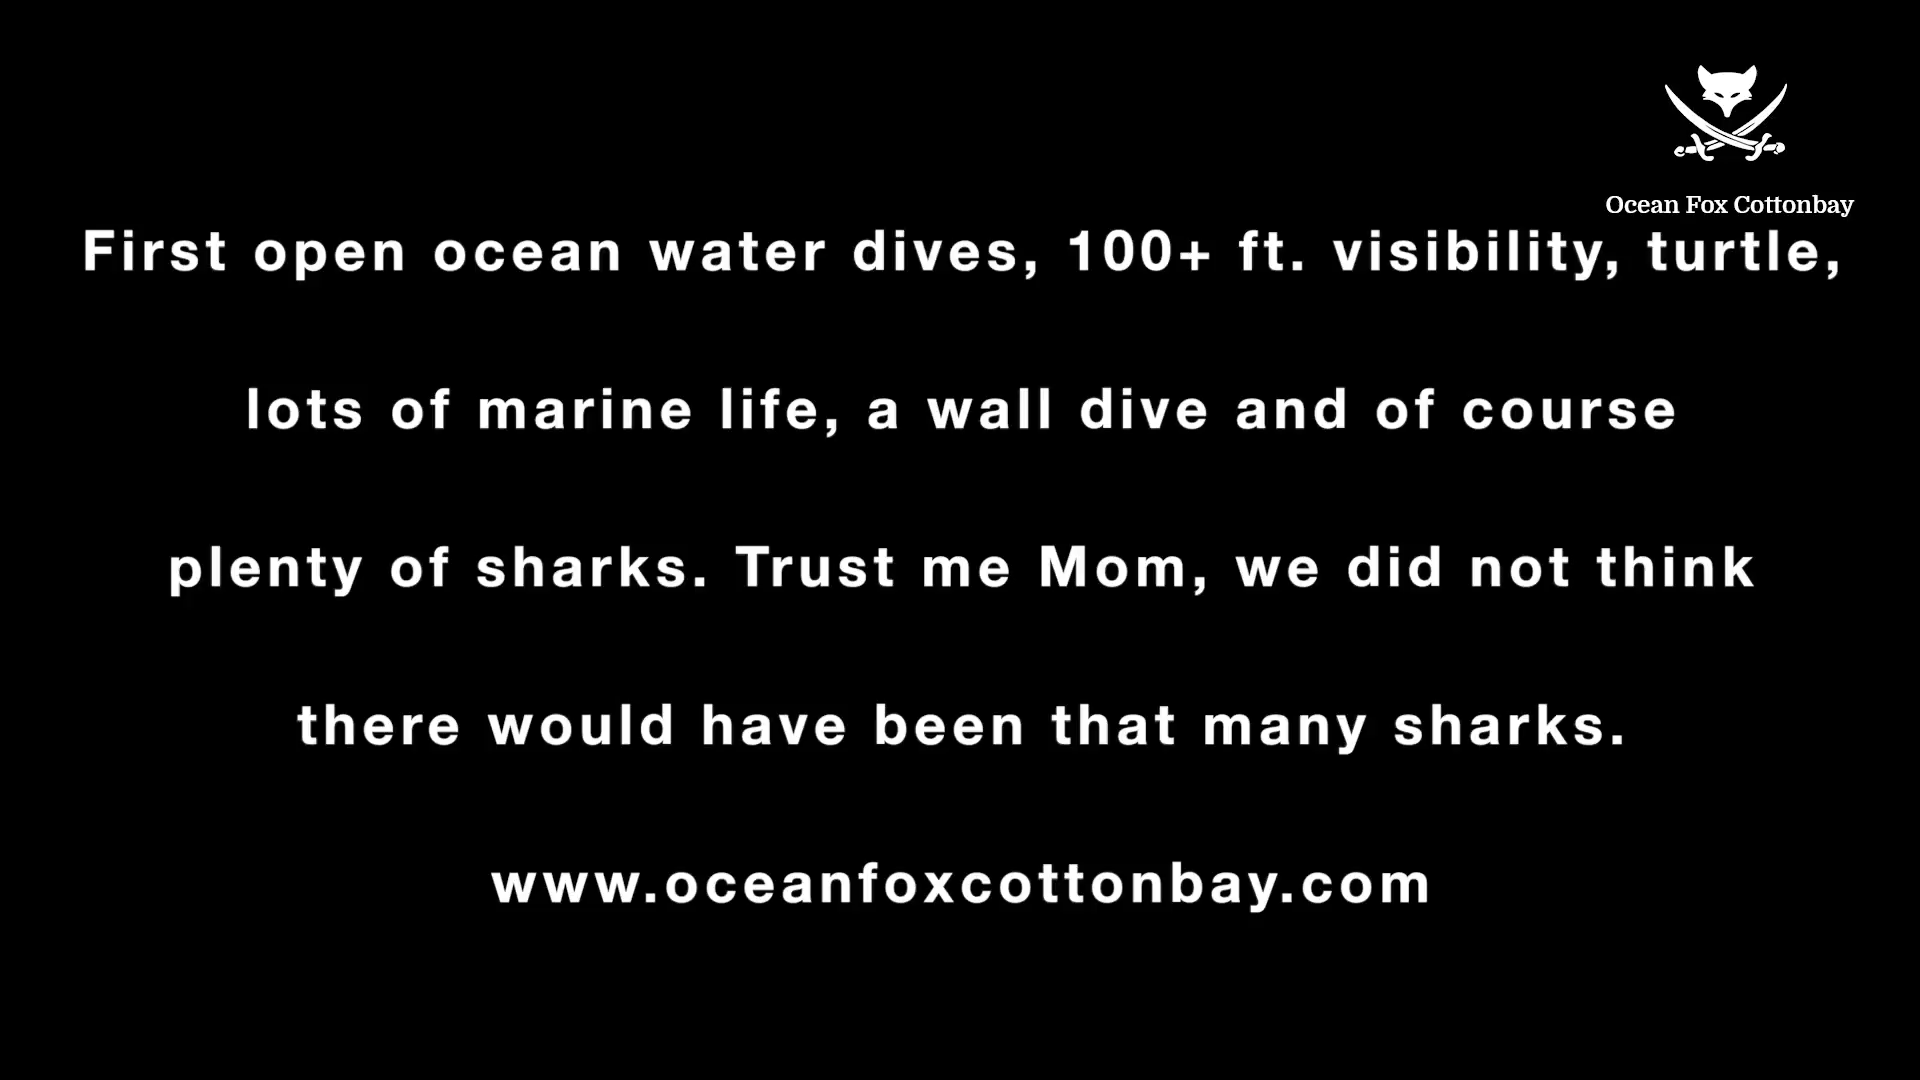 Ocean Fox Cottonbay
First open ocean water dives, 100+ ft. visibility, turtle,
lots of marine life, a wall dive and of course
plenty of sharks. Trust me Mom, we did not think
there would have been that many sharks.
www.oceanfoxcottonbay.com